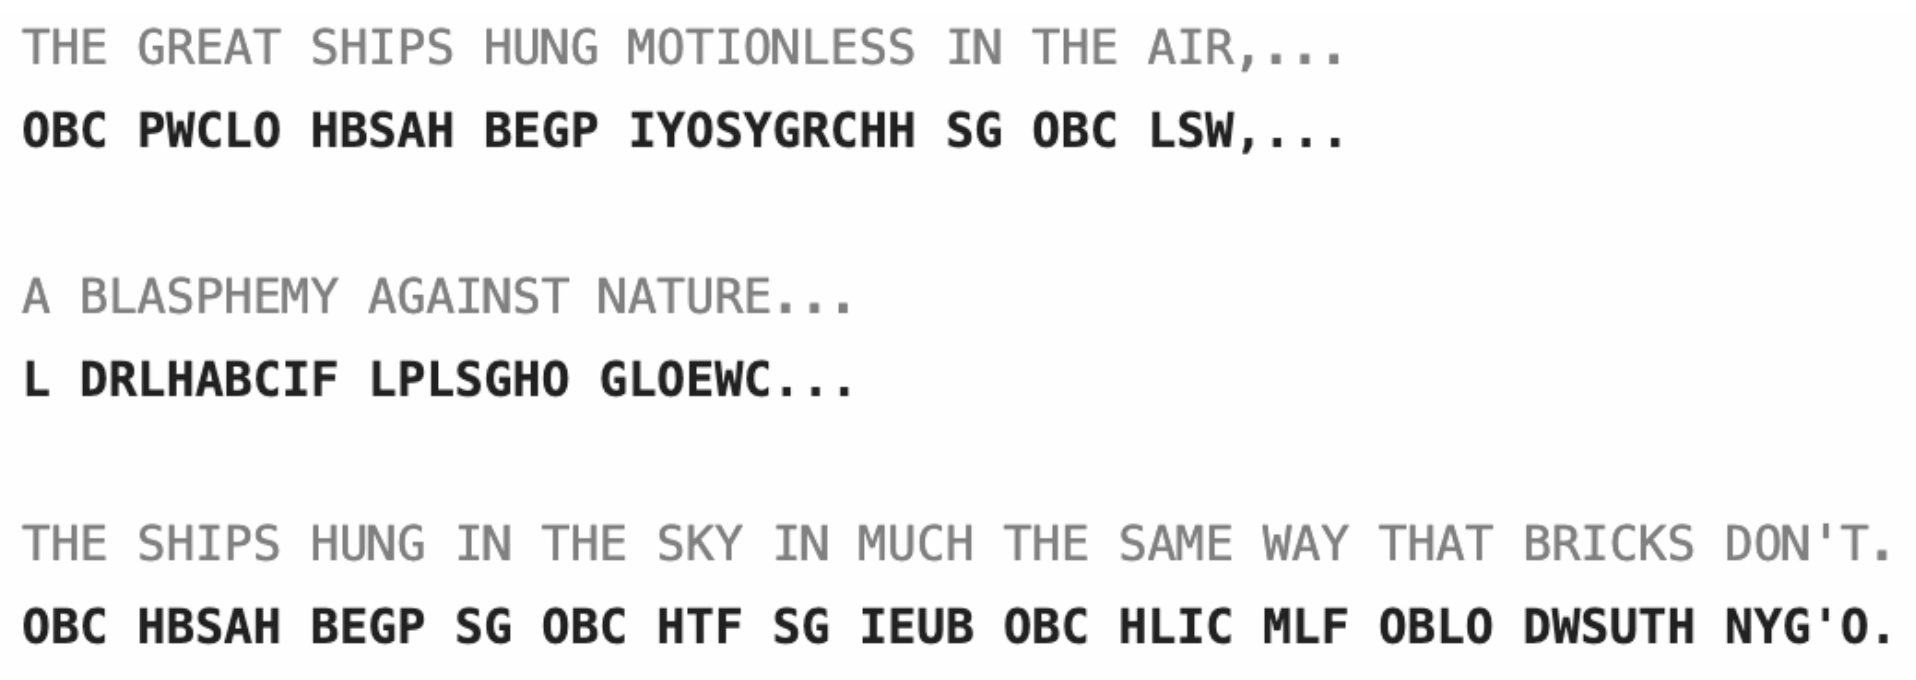 THE GREAT SHIPS HUNG MOTIONLESS IN THE AIR,...
OBC PWCLO HBSAH BEGP IYOSYGRCHH SG OBC LSW,...
A BLASPHEMY AGAINST NATURE...
L DRLHABCIF LPLSGHO GLOEWC...
THE SHIPS HUNG IN THE SKY IN MUCH THE SAME WAY THAT BRICKS DON'T.
OBC HBSAH BEGP SG OBC HTF SG IEUB OBC HLIC MLF OBLO DWSUTH NYG'O.